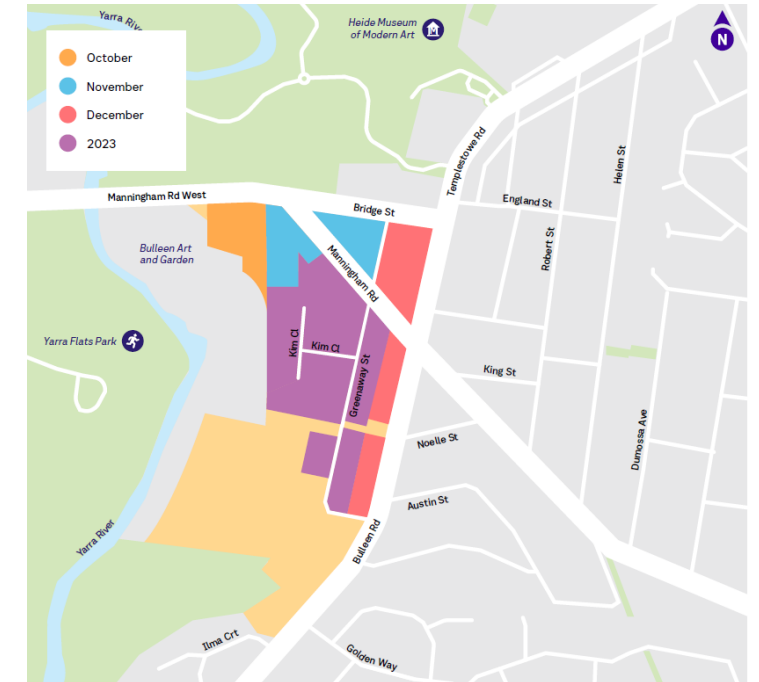 Yarra River
Heide Museum
of Modern Art
N
October
November
December
2023
Templestowe Rd
Helen St
Manningham Rd West
Bridge St
England St
Robert St
Bulleen Art
and Garden
Manningham Rd
Yarra Flats Park
Kim Cl
Kim Cl
Greenaway St
King St
Dumossa Ave
Noelle St
Austin St
Yarra River
Bulleen Rd
Ilma Crt
Golden Way